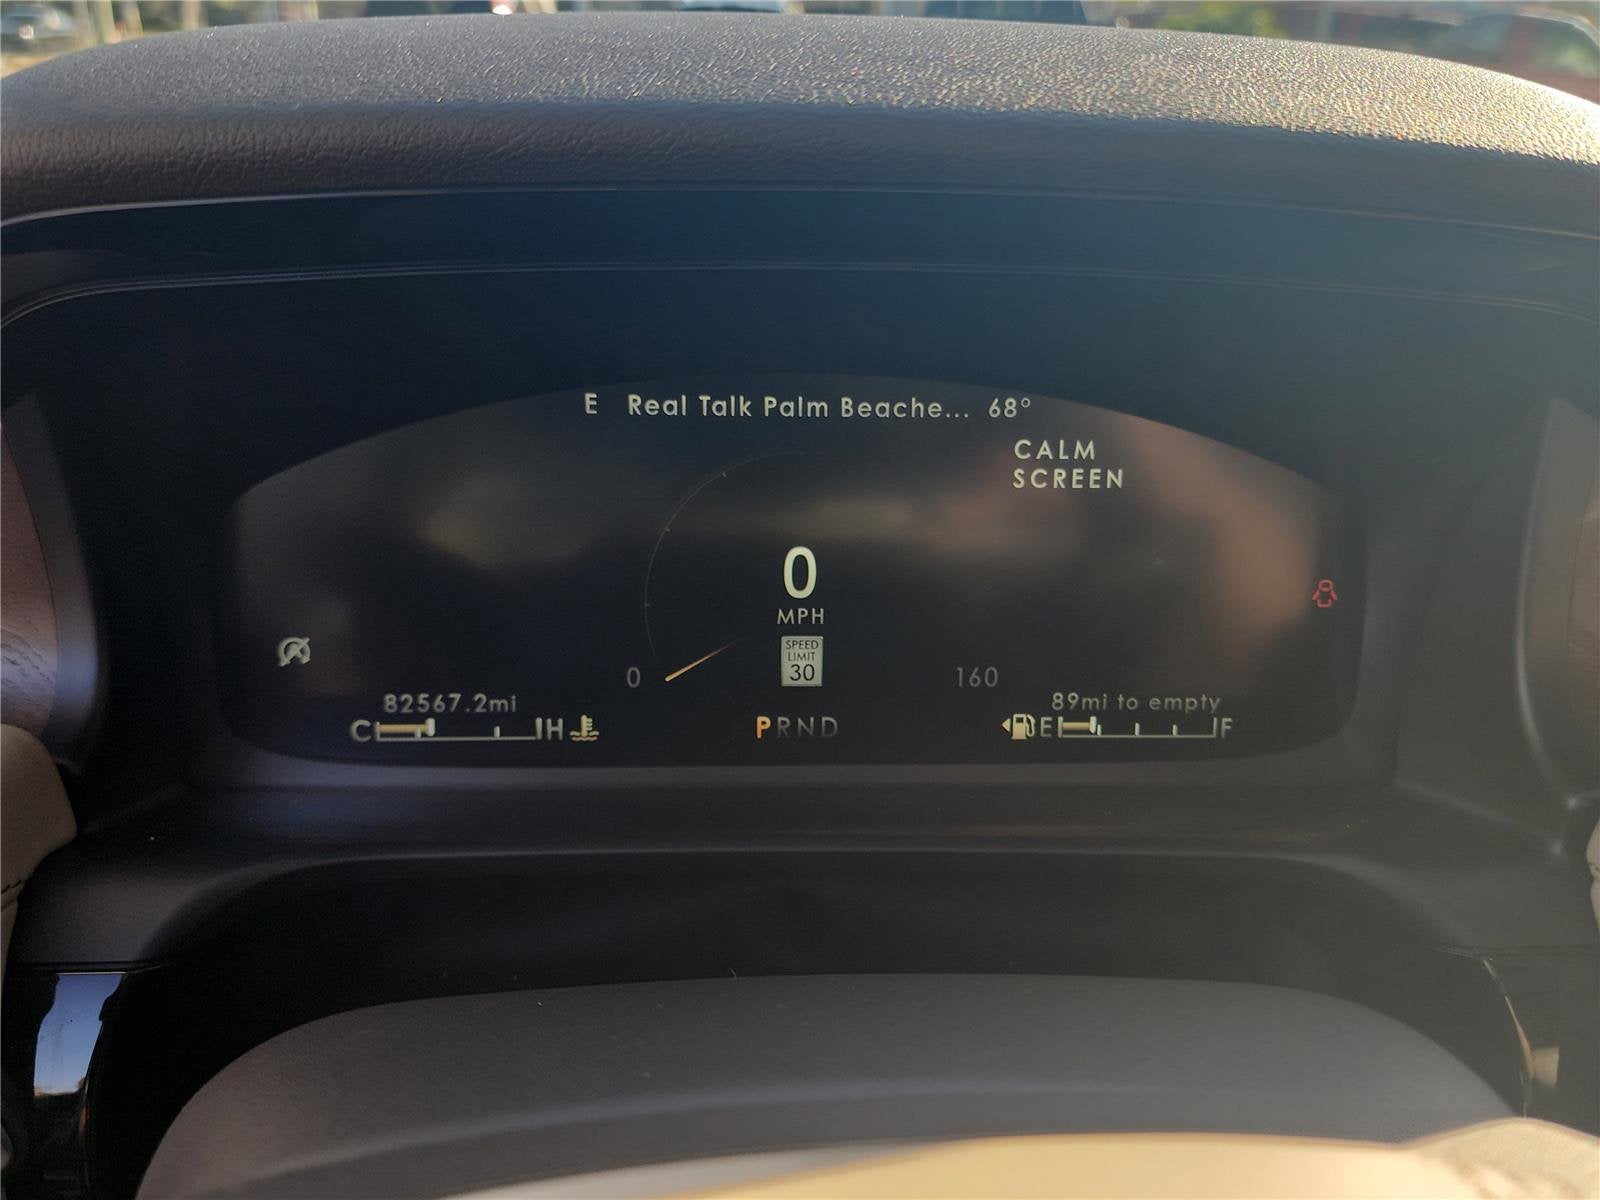 E Real Talk Palm Beache... 68°
CALM
SCREEN
0
MPH
SPEED
LIMIT
30
0
160
82567.2mi
89mi to empty
C H
PRND
E F